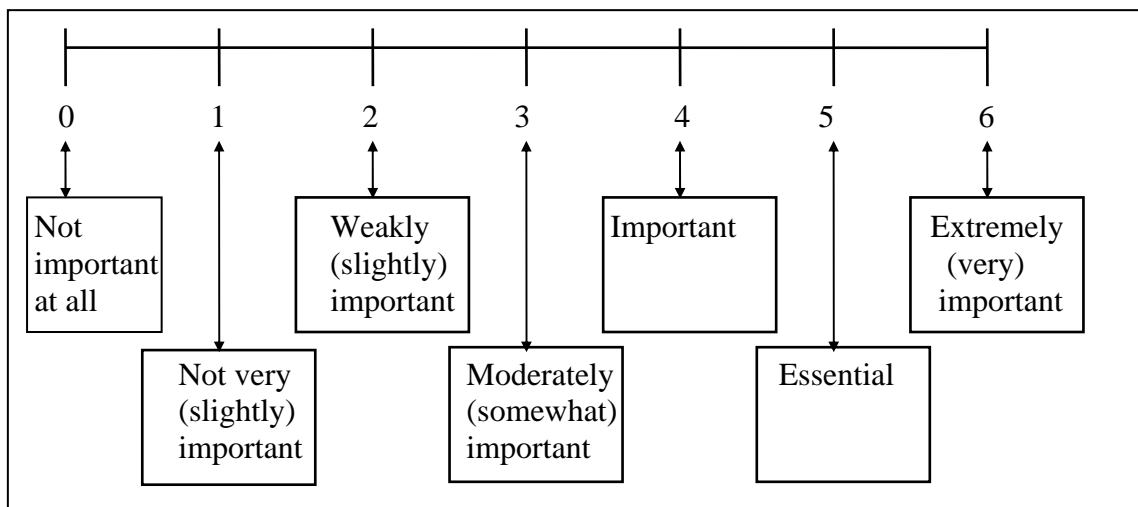 0 1 2 3 4 5 6
Not
important
at all
Not very
(slightly)
important
Weakly
(slightly)
important
Moderately
(somewhat)
important
Important
Essential
Extremely
(very)
important